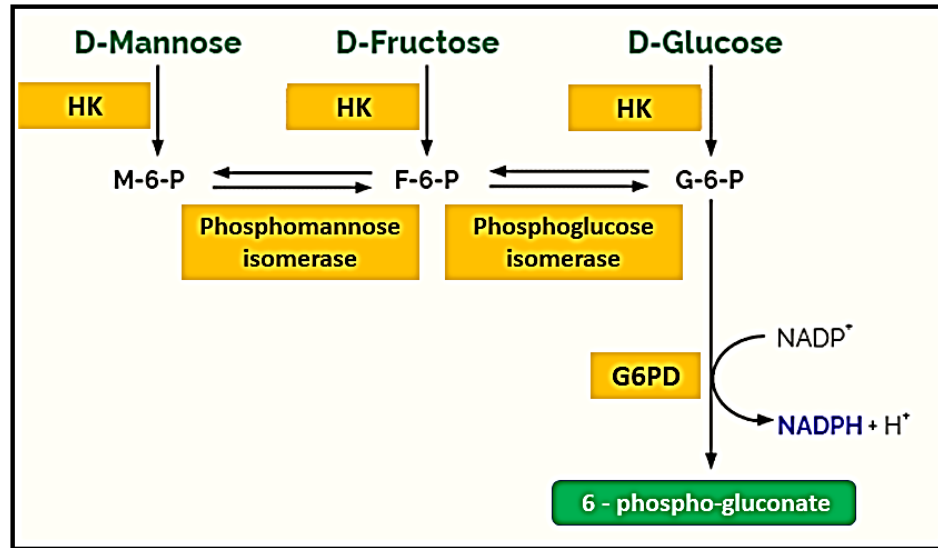 D-Mannose
D-Fructose
D-Glucose
HK
HK
HK
M-6-P
F-6-P
G-6-P
Phosphomannose
isomerase
Phosphoglucose
isomerase
NADP⁺
G6PD
NADPH + H⁺
6 - phospho-gluconate